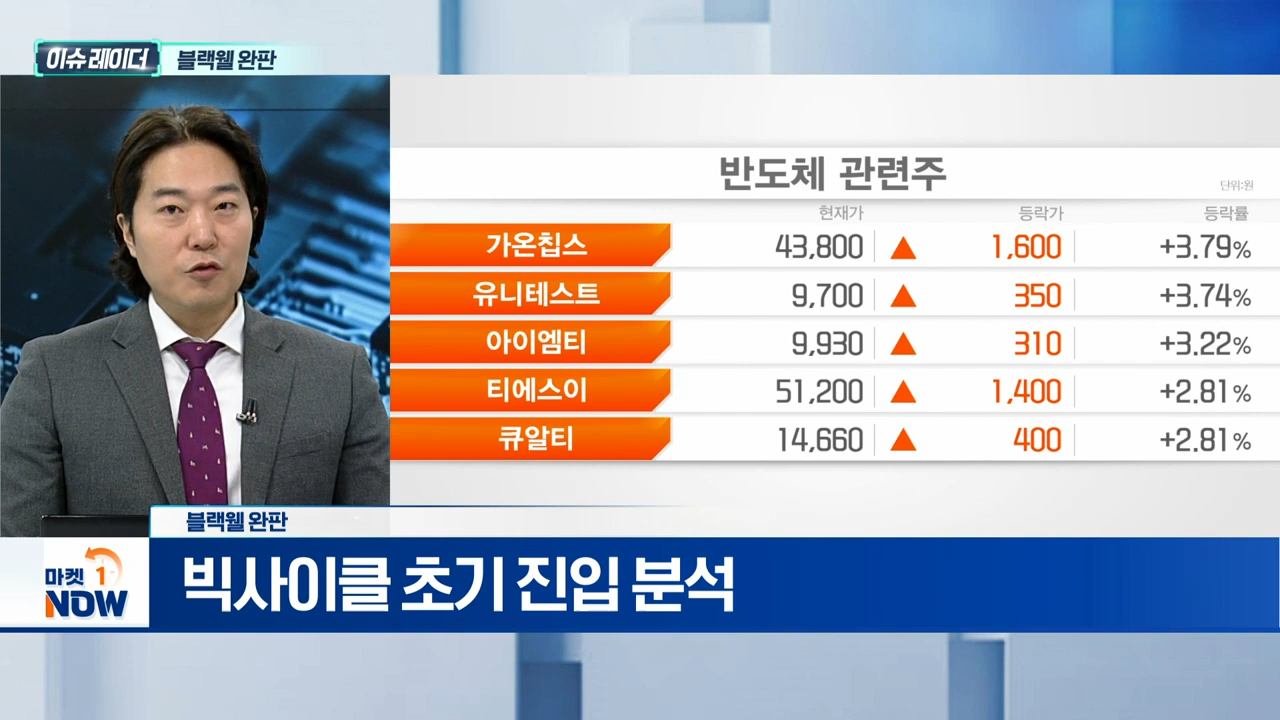 이슈 레이더 블랙웰 완판
반도체 관련주
단위:원
현재가 등락가 등락률
가온칩스 43,800 ▲ 1,600 +3.79%
유니테스트 9,700 ▲ 350 +3.74%
아이엠티 9,930 ▲ 310 +3.22%
티에스이 51,200 ▲ 1,400 +2.81%
큐알티 14,660 ▲ 400 +2.81%
블랙웰 완판
빅사이클 초기 진입 분석
마켓 1
NOW